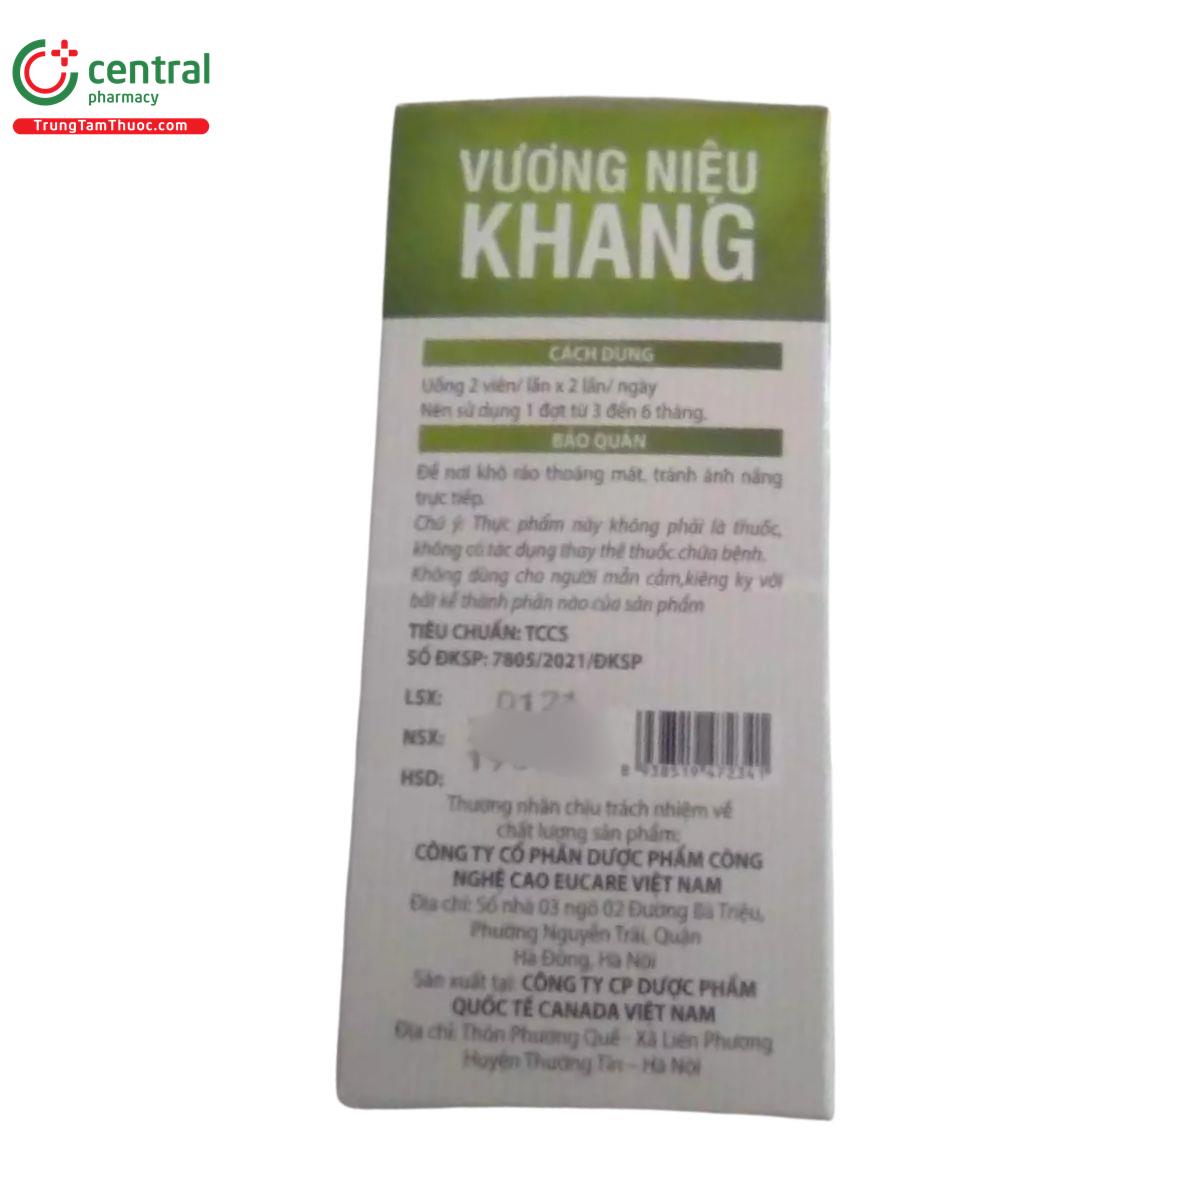 central
pharmacy
TrungTamThuoc.com
VƯƠNG NIỆU
KHANG
CÁCH DÙNG
Uống 2 viên/ lần x 2 lần/ ngày
Nên sử dụng 1 đợt từ 3 đến 6 tháng.
BẢO QUẢN
Để nơi khô ráo thoáng mát, tránh ánh nắng
trực tiếp.
Chú ý: Thực phẩm này không phải là thuốc,
không có tác dụng thay thế thuốc chữa bệnh.
Không dùng cho người mẫn cảm,kiêng kỵ với
bất kể thành phần nào của sản phẩm
TIÊU CHUẨN: TCCS
SỐ ĐKSP: 7805/2021/ĐKSP
LSX: 0121
NSX:
HSD:
8 938519 472341
Thương nhân chịu trách nhiệm về
chất lượng sản phẩm:
CÔNG TY CỔ PHẦN DƯỢC PHẨM CÔNG
NGHỆ CAO EUCARE VIỆT NAM
Địa chỉ: Số nhà 03 ngõ 02 Đường Bà Triệu,
Phường Nguyễn Trãi, Quận
Hà Đông, Hà Nội
Sản xuất tại: CÔNG TY CP DƯỢC PHẨM
QUỐC TẾ CANADA VIỆT NAM
Địa chỉ: Thôn Phương Quế - Xã Liên Phương
Huyện Thường Tín – Hà Nội